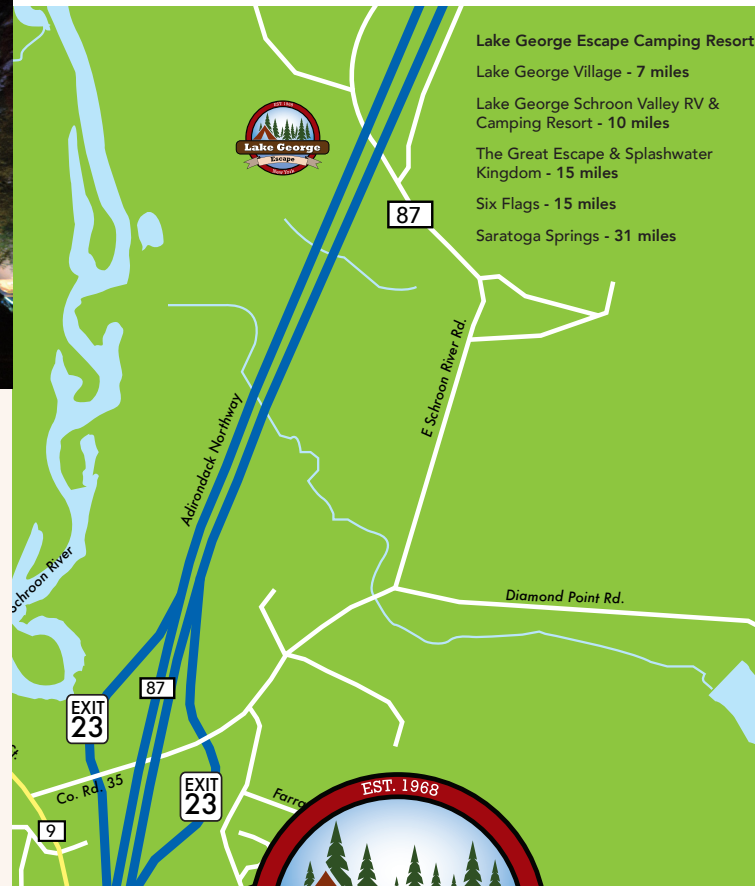 Lake George Escape Camping Resort
Lake George Village - 7 miles
Lake George Schroon Valley RV &
Camping Resort - 10 miles
The Great Escape & Splashwater
Kingdom - 15 miles
Six Flags - 15 miles
Saratoga Springs - 31 miles
EST. 1968
Lake George
Escape
New York
87
E Schroon River Rd.
Adirondack Northway
Schroon River
Diamond Point Rd.
87
EXIT
23
EXIT
23
Co. Rd. 35
9
EST. 1968